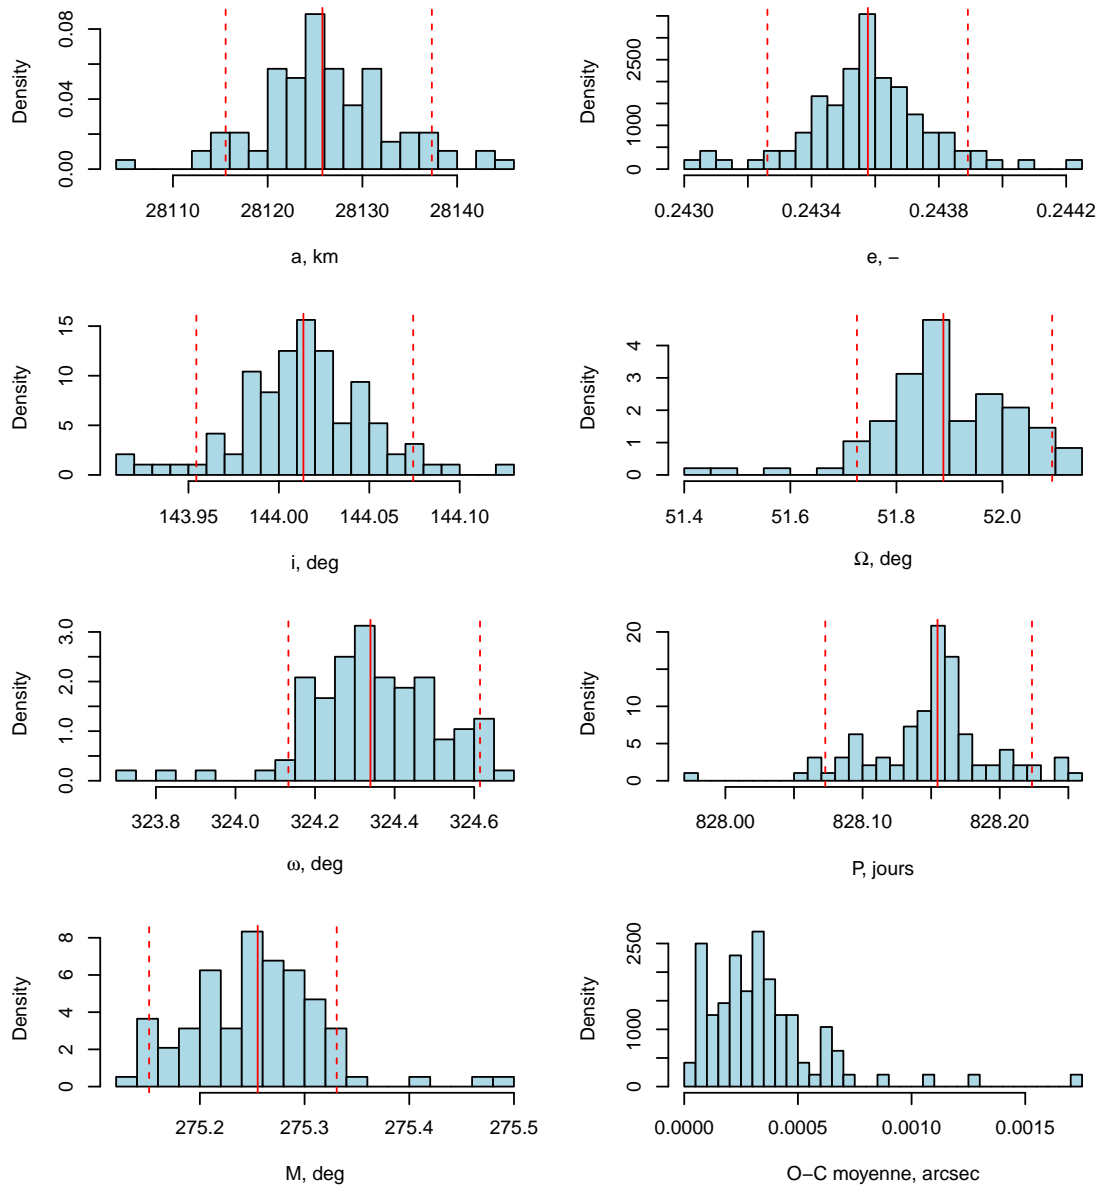 Density
0.00 0.04 0.08
28110 28120 28130 28140
a, km
Density
0 1000 2500
0.2430 0.2434 0.2438 0.2442
e, −
Density
0 5 10 15
143.95 144.00 144.05 144.10
i, deg
Density
0 1 2 3 4
51.4 51.6 51.8 52.0
Ω, deg
Density
0.0 1.0 2.0 3.0
323.8 324.0 324.2 324.4 324.6
ω, deg
Density
0 5 10 20
828.00 828.10 828.20
P, jours
Density
0 2 4 6 8
275.2 275.3 275.4 275.5
M, deg
Density
0 1000 2500
0.0000 0.0005 0.0010 0.0015
O−C moyenne, arcsec